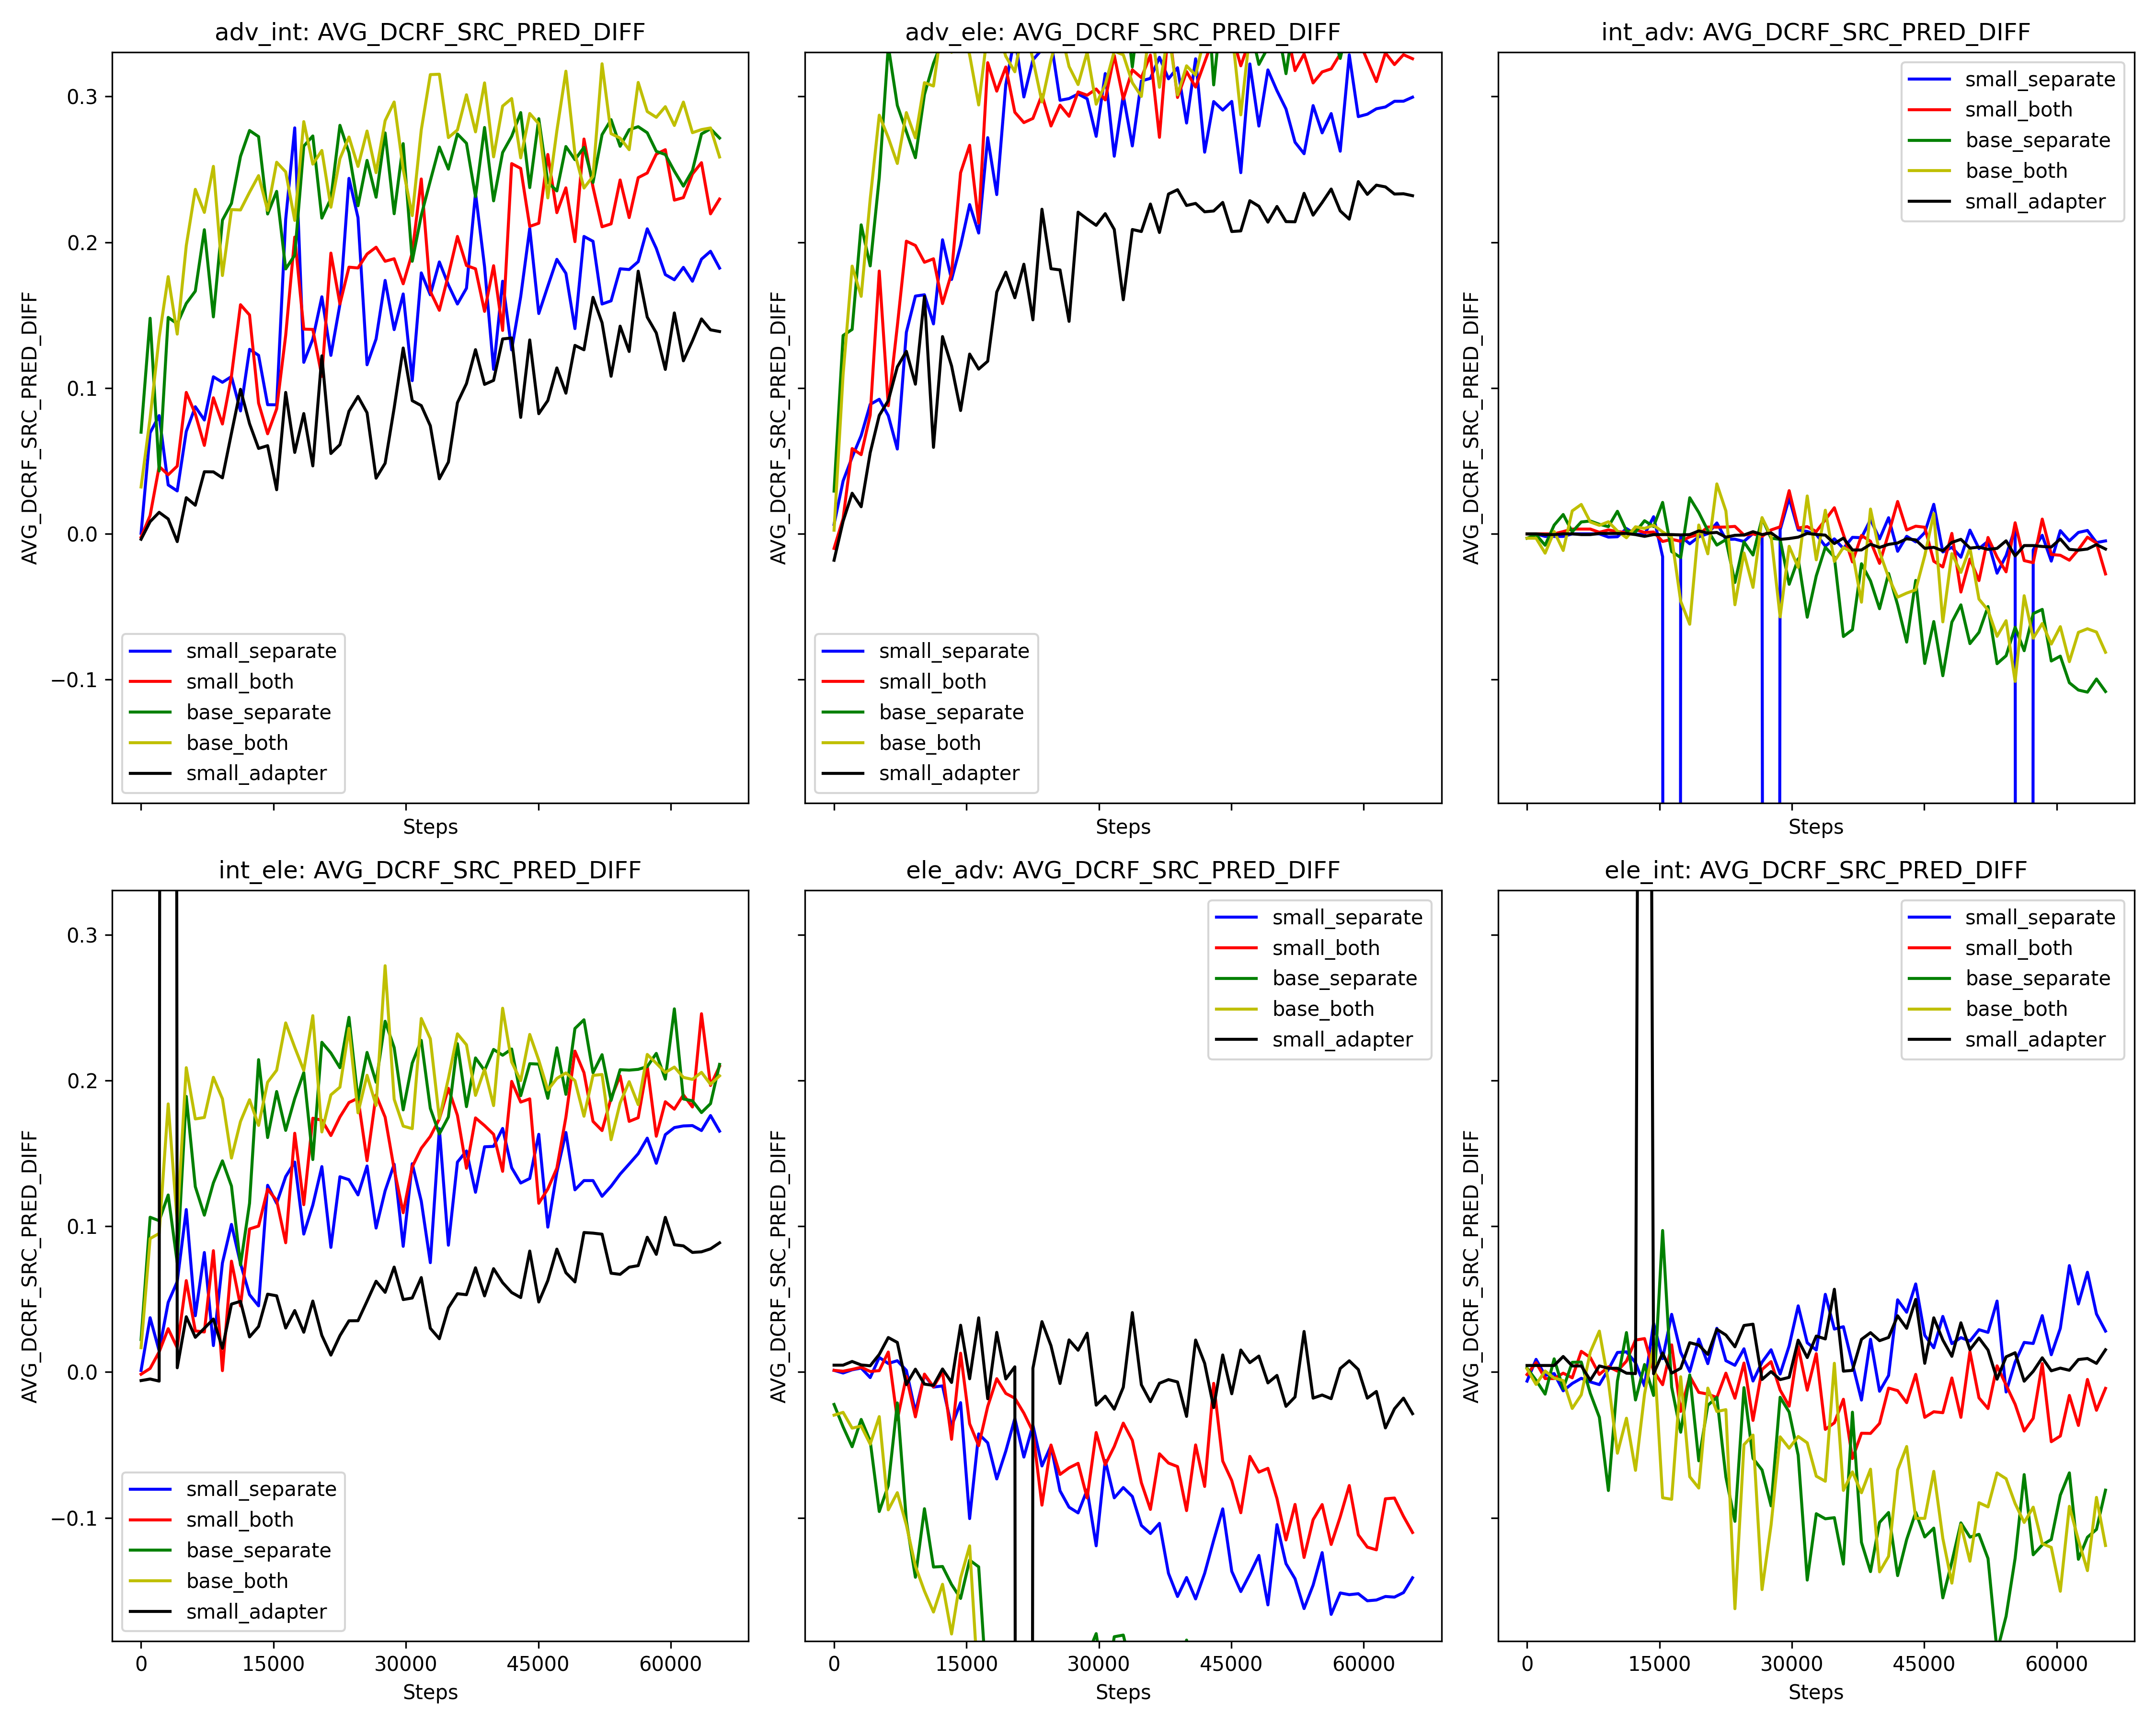 adv_int: AVG_DCRF_SRC_PRED_DIFF
AVG_DCRF_SRC_PRED_DIFF
0.3
0.2
0.1
0.0
−0.1
small_separate
small_both
base_separate
base_both
small_adapter
Steps
adv_ele: AVG_DCRF_SRC_PRED_DIFF
AVG_DCRF_SRC_PRED_DIFF
small_separate
small_both
base_separate
base_both
small_adapter
Steps
int_adv: AVG_DCRF_SRC_PRED_DIFF
AVG_DCRF_SRC_PRED_DIFF
small_separate
small_both
base_separate
base_both
small_adapter
Steps
int_ele: AVG_DCRF_SRC_PRED_DIFF
AVG_DCRF_SRC_PRED_DIFF
0.3
0.2
0.1
0.0
−0.1
small_separate
small_both
base_separate
base_both
small_adapter
0 15000 30000 45000 60000
Steps
ele_adv: AVG_DCRF_SRC_PRED_DIFF
AVG_DCRF_SRC_PRED_DIFF
small_separate
small_both
base_separate
base_both
small_adapter
0 15000 30000 45000 60000
Steps
ele_int: AVG_DCRF_SRC_PRED_DIFF
AVG_DCRF_SRC_PRED_DIFF
small_separate
small_both
base_separate
base_both
small_adapter
0 15000 30000 45000 60000
Steps